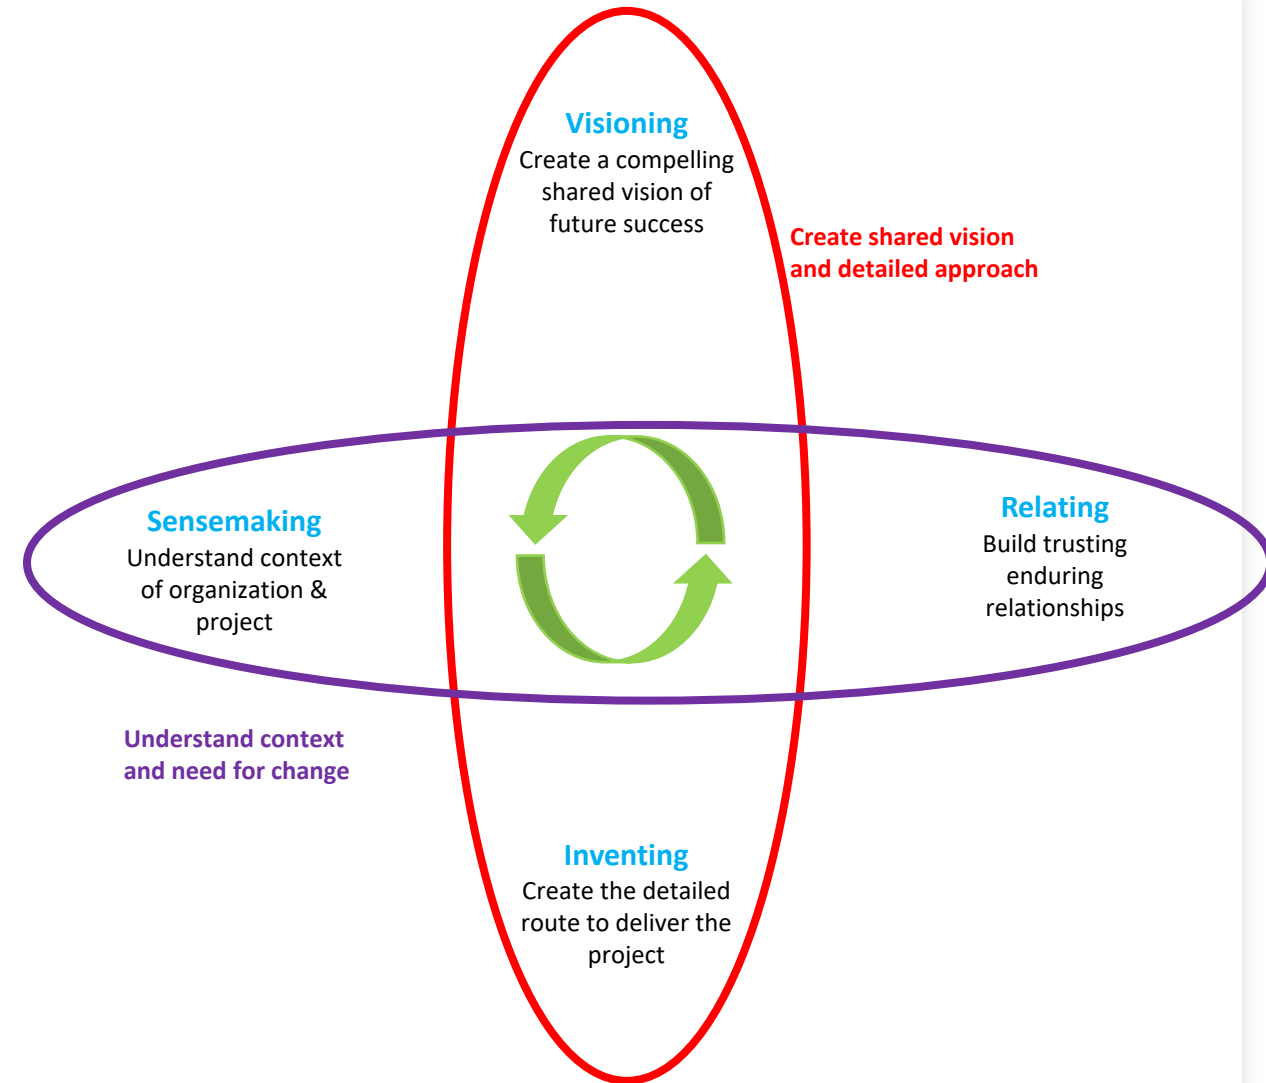 Visioning
Create a compelling
shared vision of
future success
Create shared vision
and detailed approach
Sensemaking
Understand context
of organization &
project
Relating
Build trusting
enduring
relationships
Understand context
and need for change
Inventing
Create the detailed
route to deliver the
project